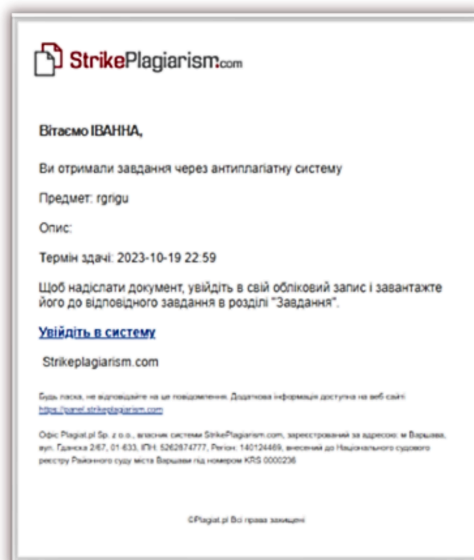 StrikePlagiarism.com
Вітаємо ІВАННА,
Ви отримали завдання через антиплагіатну систему
Предмет: rgrigu
Опис:
Термін здачі: 2023-10-19 22:59
Щоб надіслати документ, увійдіть в свій обліковий запис і завантажте
його до відповідного завдання в розділі "Завдання".
Увійдіть в систему
Strikeplagiarism.com
Будь ласка, не відповідайте на це повідомлення. Додаткова інформація доступна на веб-сайті
https://panel.strikeplagiarism.com
Офіс Plagiat.pl Sp. z o.o., власник системи StrikePlagiarism.com, зареєстрований за адресою: м Варшава,
вул. Гданска 2/67, 01-633, ІПН: 5262874777, Регон: 140124469, внесений до Національного судового
реєстру Районного суду міста Варшави під номером KRS 0000236
©Plagiat.pl Всі права захищені